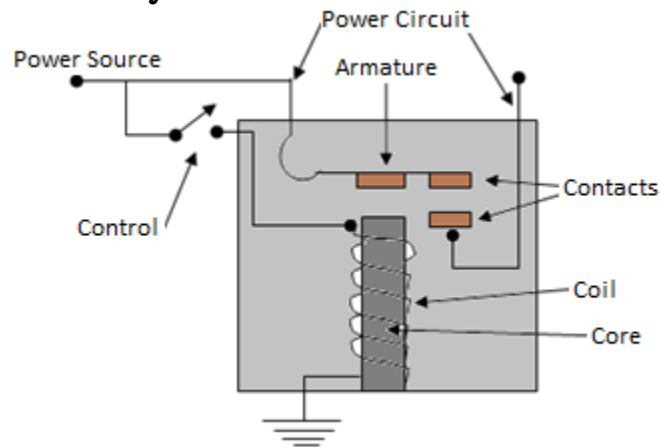 Power Circuit
Power Source
Armature
Contacts
Control
Coil
Core